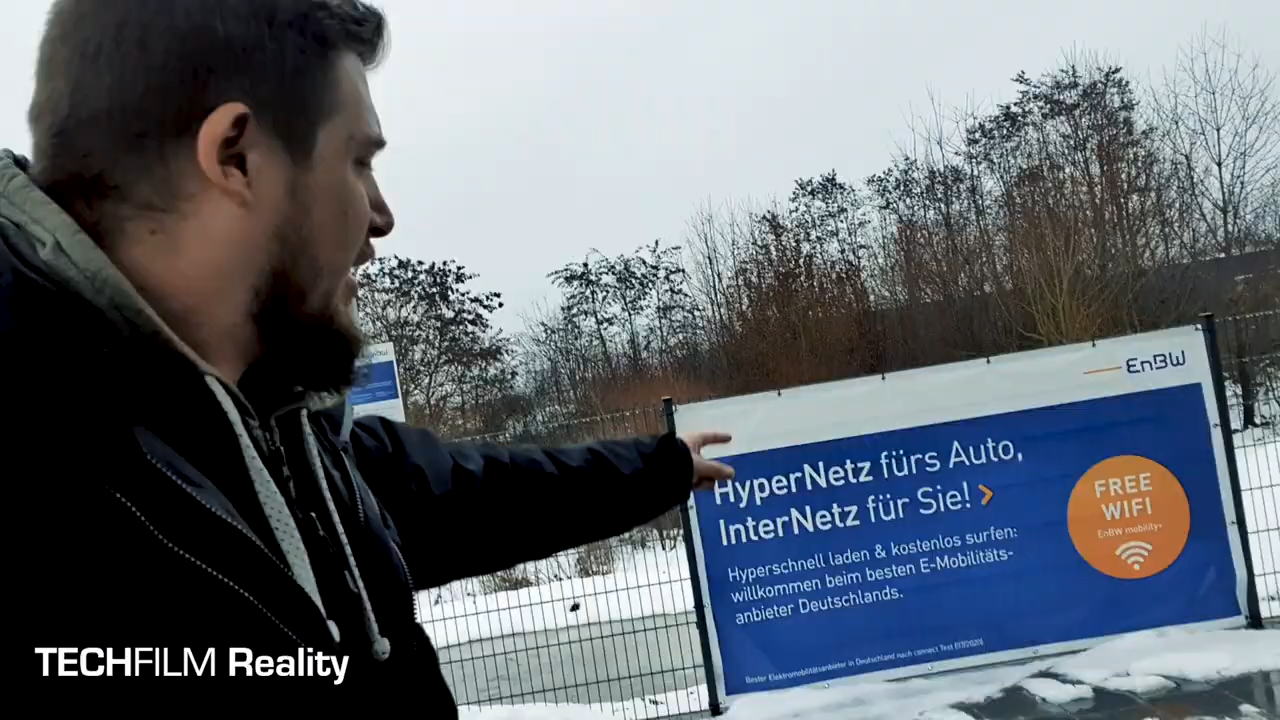 EnBW
HyperNetz fürs Auto,
InterNetz für Sie!
Hyperschnell laden & kostenlos surfen:
willkommen beim besten E-Mobilitäts-
anbieter Deutschlands.
FREE
WIFI
EnBW mobility+
Bester Elektromobilitätsanbieter in Deutschland nach connect Test (07/2020)
TECHFILM Reality